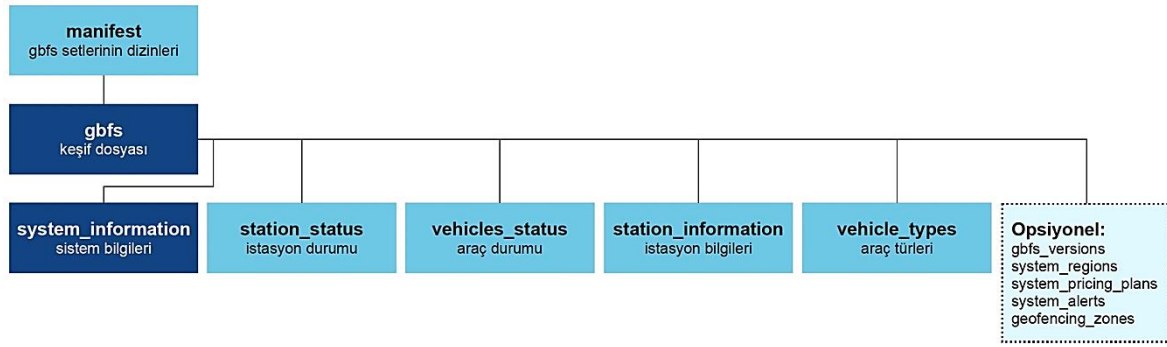 manifest
gbfs setlerinin dizinleri
gbfs
keşif dosyası
system_information
sistem bilgileri
station_status
istasyon durumu
vehicles_status
araç durumu
station_information
istasyon bilgileri
vehicle_types
araç türleri
Opsiyonel:
gbfs_versions
system_regions
system_pricing_plans
system_alerts
geofencing_zones